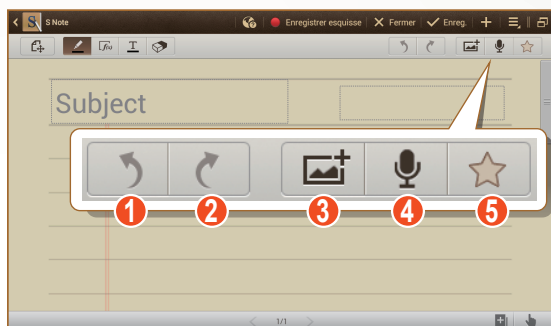 S Note Enregistrer esquisse Fermer Enreg.
f(x) T
Subject
1 2 3 4 5
1/1